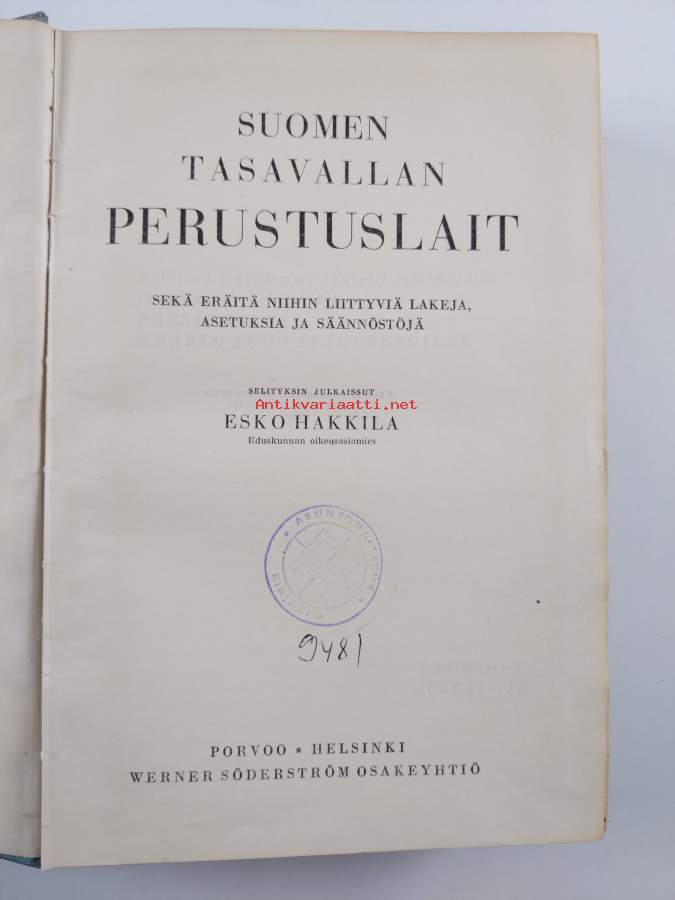 SUOMEN
TASAVALLAN
PERUSTUSLAIT
SEKÄ ERÄITÄ NIIHIN LIITTYVIÄ LAKEJA,
ASETUKSIA JA SÄÄNNÖSTÖJÄ
SELITYKSIN JULKAISSUT
Antikvariaatti.net
ESKO HAKKILA
Eduskunnan oikeusasiamies
KIRJASTO
9481
PORVOO * HELSINKI
WERNER SÖDERSTRÖM OSAKEYHTIÖ